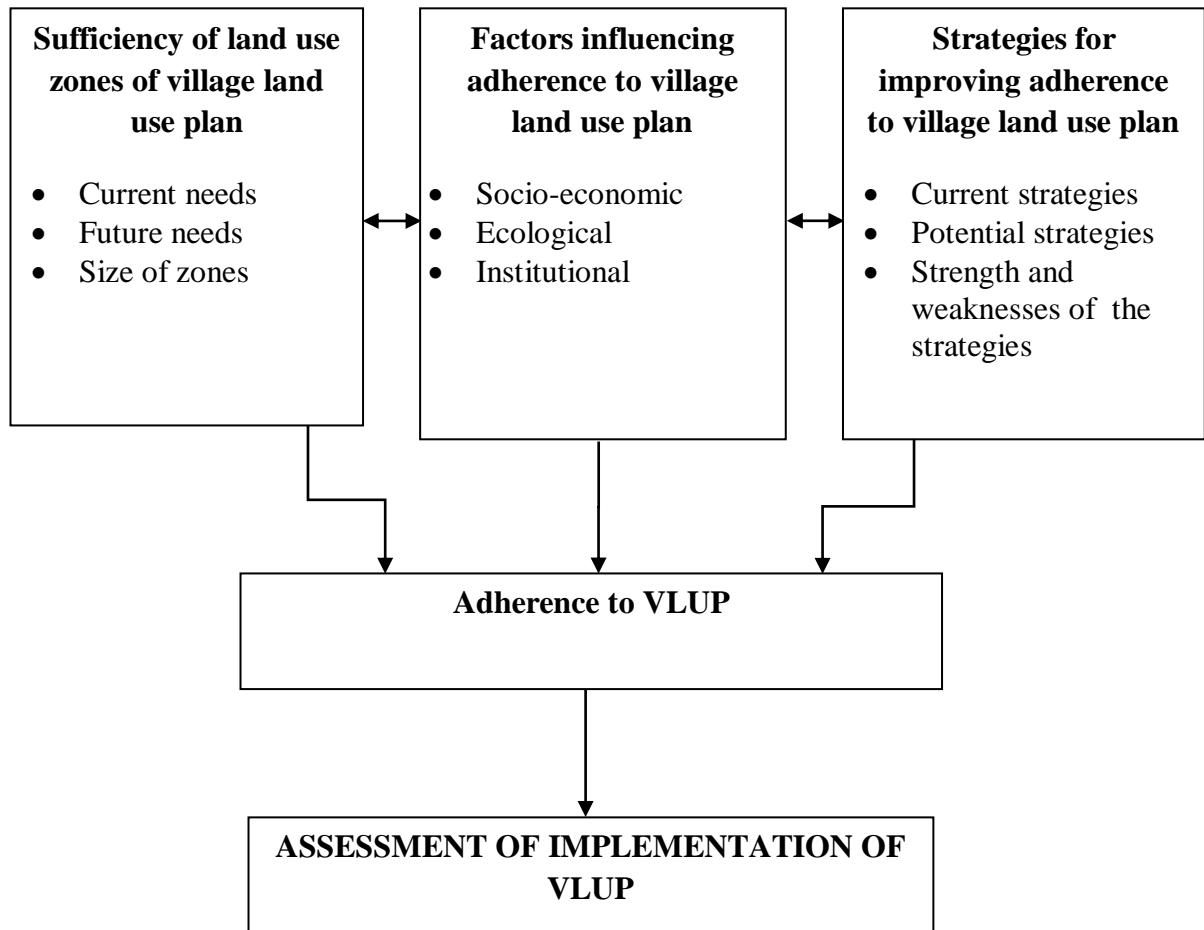 Sufficiency of land use
zones of village land
use plan
• Current needs
• Future needs
• Size of zones
Factors influencing
adherence to village
land use plan
• Socio-economic
• Ecological
• Institutional
Strategies for
improving adherence
to village land use plan
• Current strategies
• Potential strategies
• Strength and
weaknesses of the
strategies
Adherence to VLUP
ASSESSMENT OF IMPLEMENTATION OF
VLUP